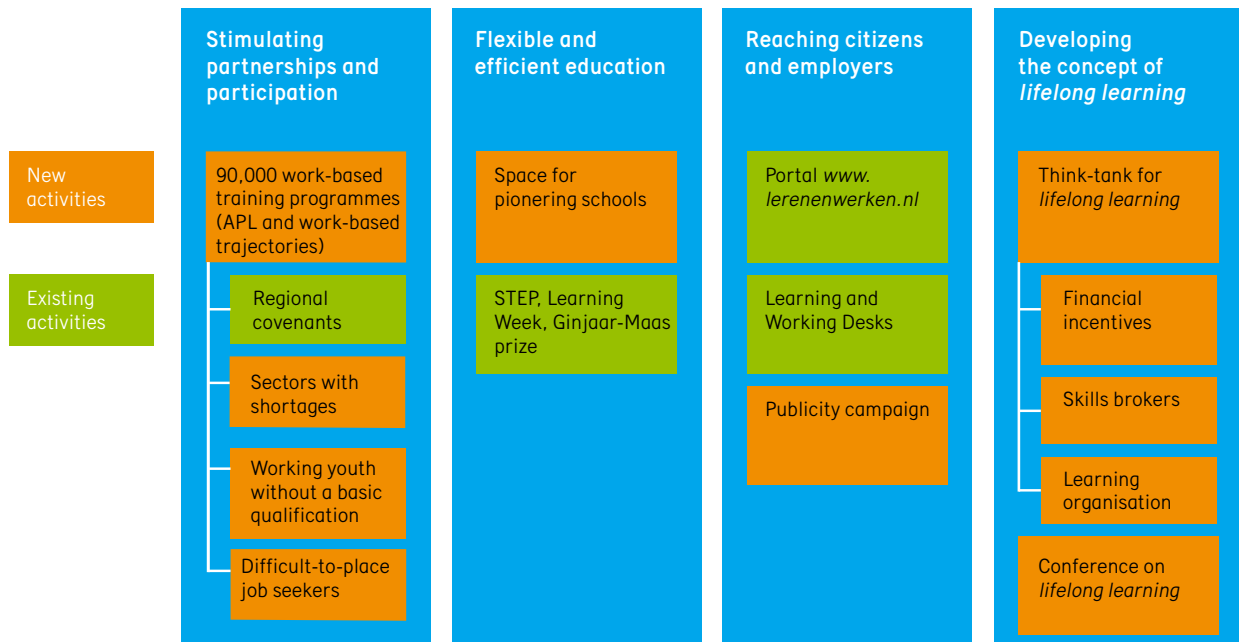 Stimulating
partnerships and
participation
Flexible and
efficient education
Reaching citizens
and employers
Developing
the concept of
lifelong learning
New
activities
Existing
activities
90,000 work-based
training programmes
(APL and work-based
trajectories)
Regional
covenants
Sectors with
shortages
Working youth
without a basic
qualification
Difficult-to-place
job seekers
Space for
pionering schools
STEP, Learning
Week, Ginjaar-Maas
prize
Portal www.
lerenenwerken.nl
Learning and
Working Desks
Publicity campaign
Think-tank for
lifelong learning
Financial
incentives
Skills brokers
Learning
organisation
Conference on
lifelong learning